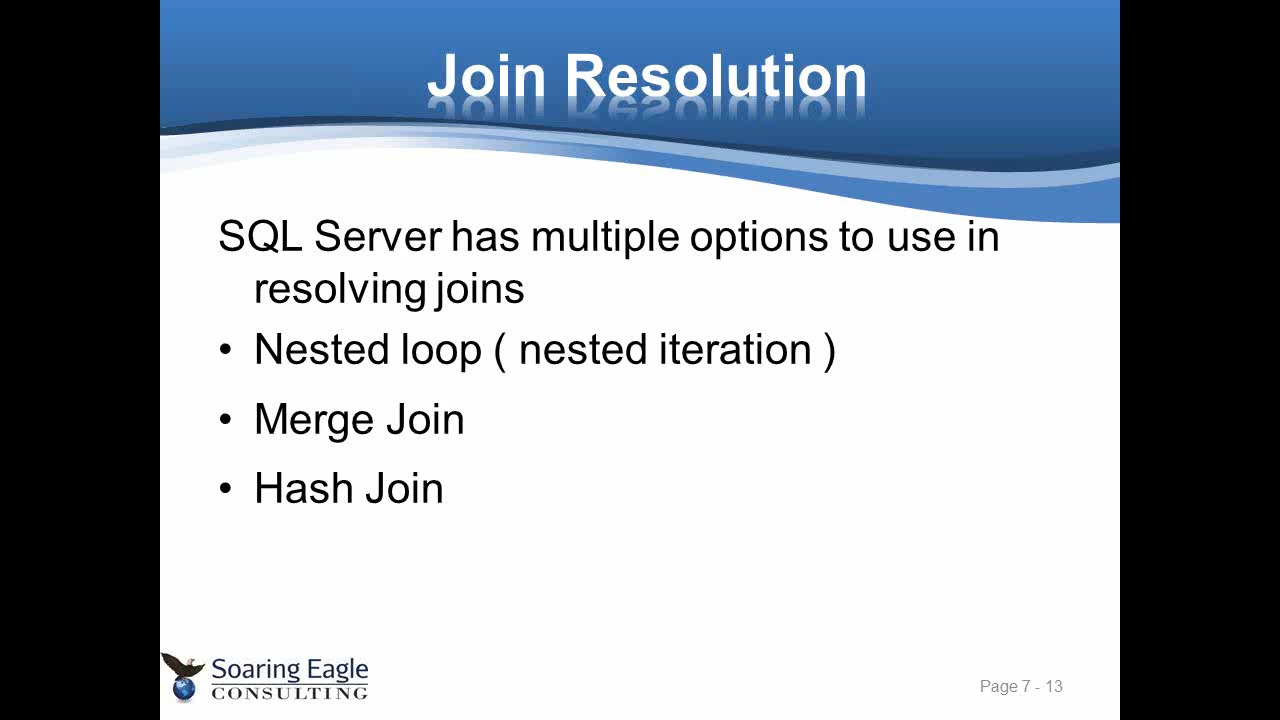 Join Resolution
SQL Server has multiple options to use in
resolving joins
• Nested loop ( nested iteration )
• Merge Join
• Hash Join
Soaring Eagle
CONSULTING
Page 7 - 13